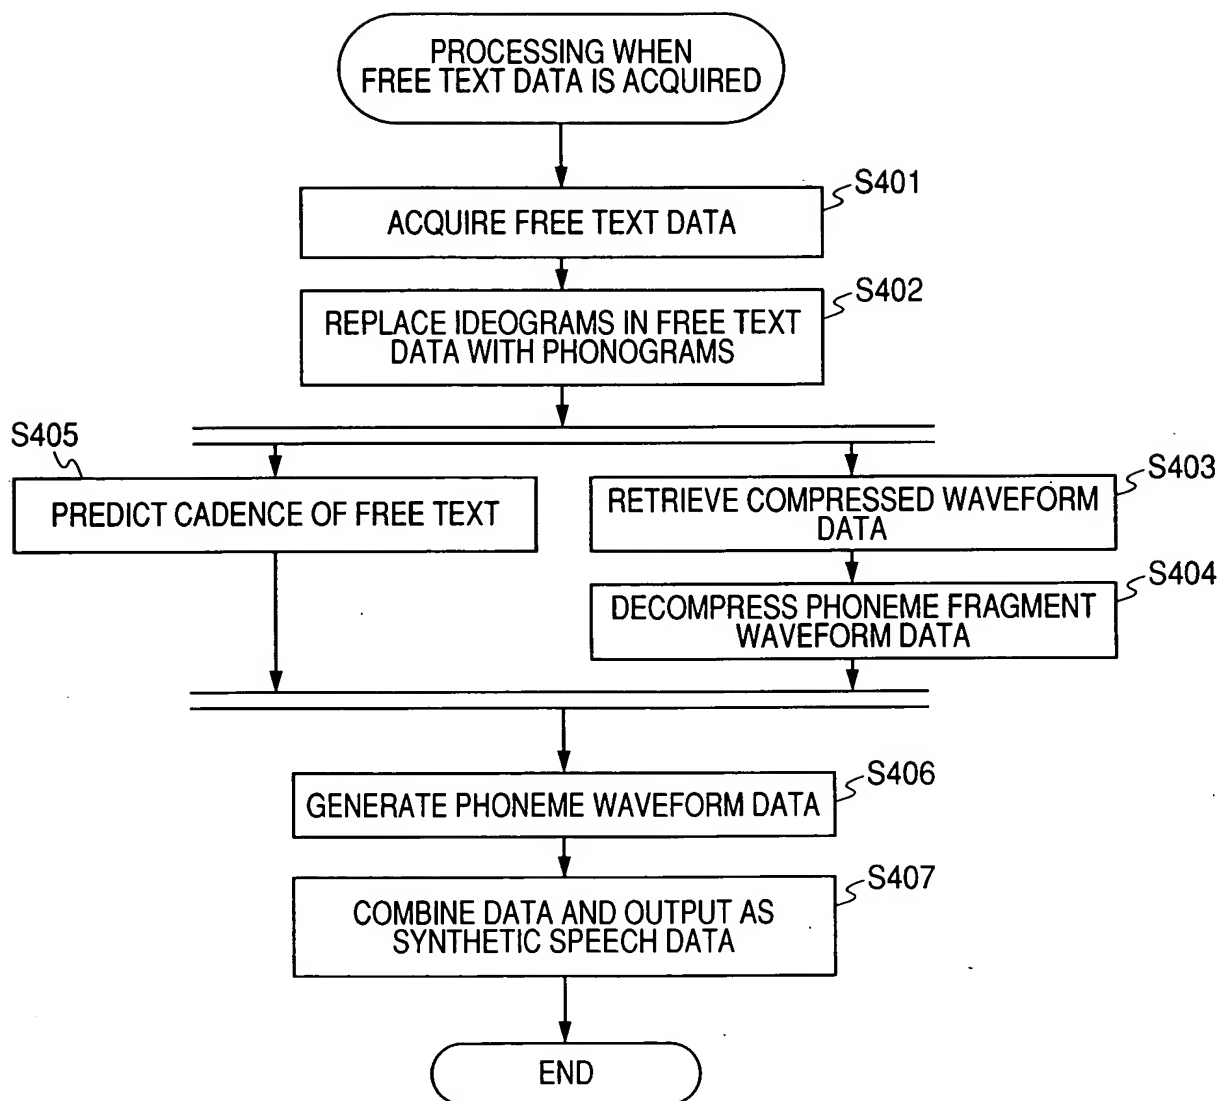 PROCESSING WHEN
FREE TEXT DATA IS ACQUIRED
S401
ACQUIRE FREE TEXT DATA
S402
REPLACE IDEOGRAMS IN FREE TEXT
DATA WITH PHONOGRAMS
S405
PREDICT CADENCE OF FREE TEXT
S403
RETRIEVE COMPRESSED WAVEFORM
DATA
S404
DECOMPRESS PHONEME FRAGMENT
WAVEFORM DATA
S406
GENERATE PHONEME WAVEFORM DATA
S407
COMBINE DATA AND OUTPUT AS
SYNTHETIC SPEECH DATA
END